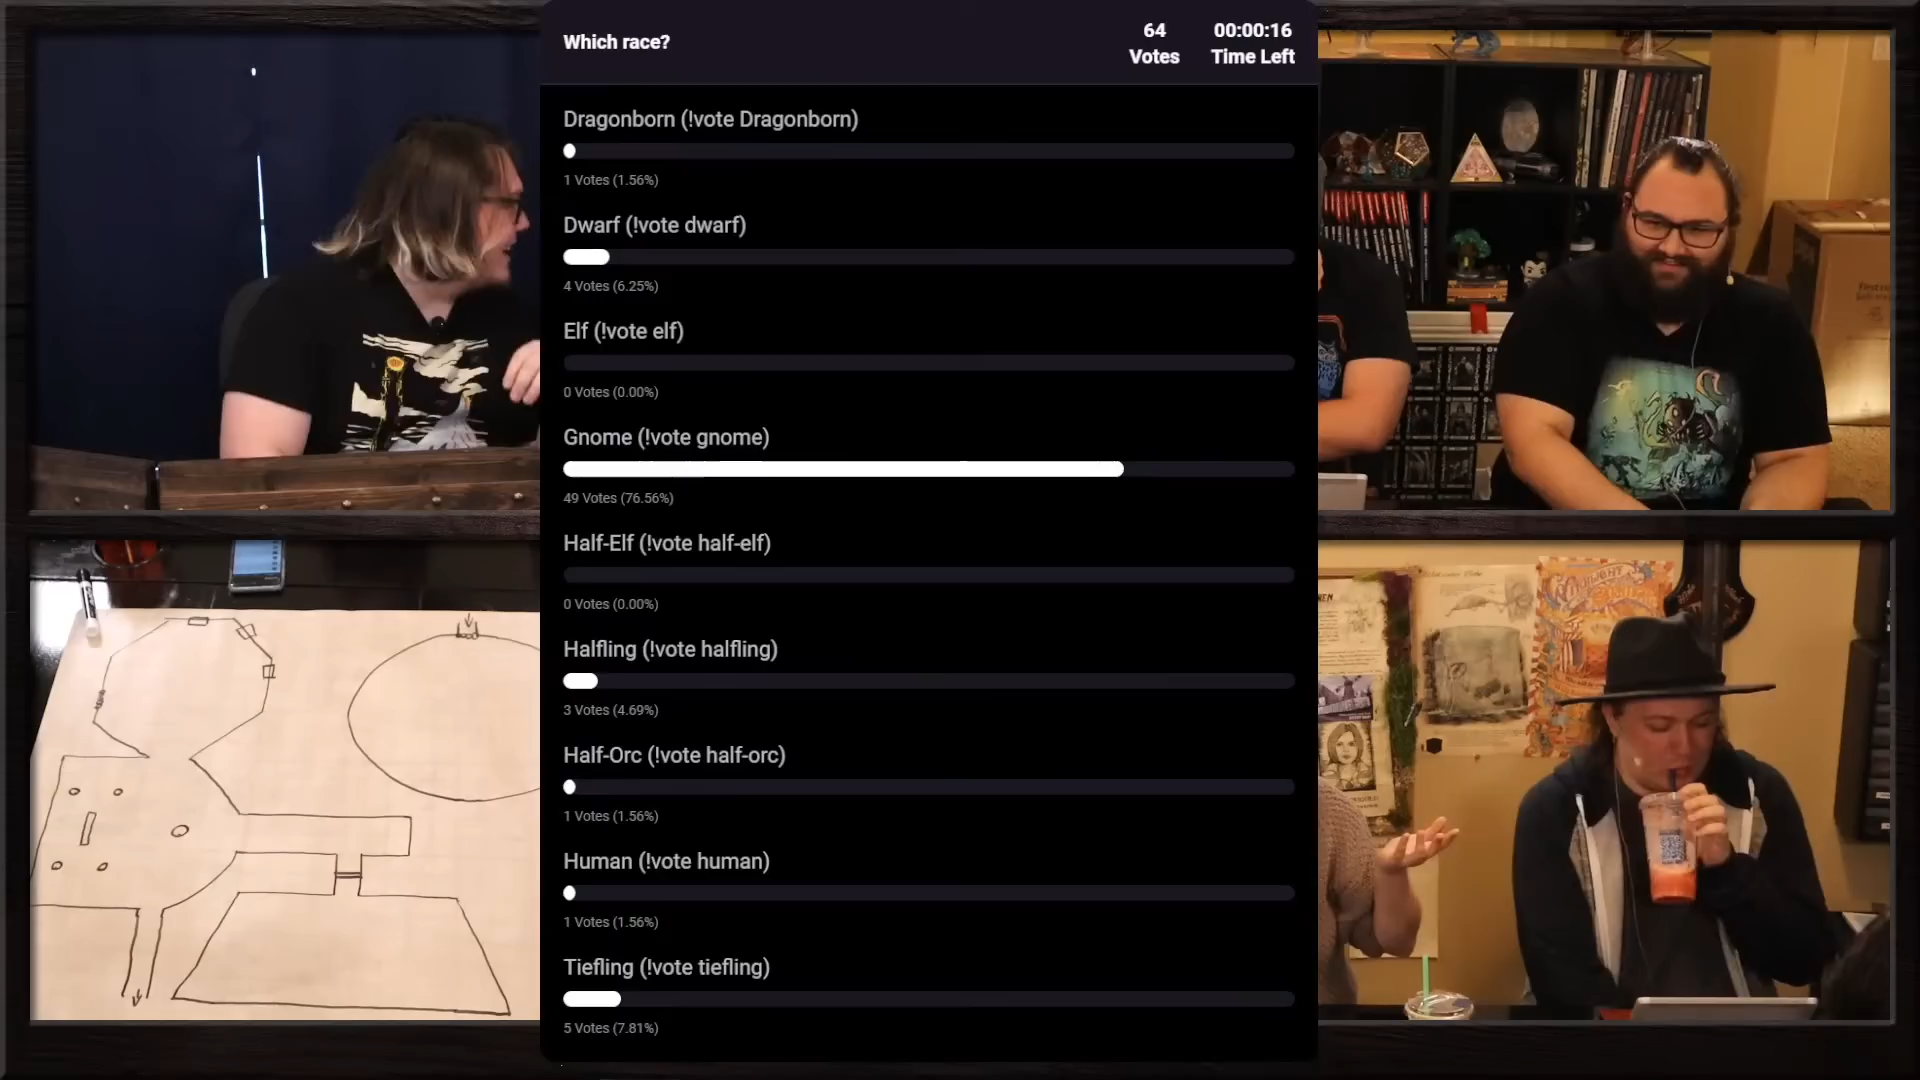 Which race?
64
Votes
00:00:16
Time Left
Dragonborn (!vote Dragonborn)
1 Votes (1.56%)
Dwarf (!vote dwarf)
4 Votes (6.25%)
Elf (!vote elf)
0 Votes (0.00%)
Gnome (!vote gnome)
49 Votes (76.56%)
Half-Elf (!vote half-elf)
0 Votes (0.00%)
Halfling (!vote halfling)
3 Votes (4.69%)
Half-Orc (!vote half-orc)
1 Votes (1.56%)
Human (!vote human)
1 Votes (1.56%)
Tiefling (!vote tiefling)
5 Votes (7.81%)